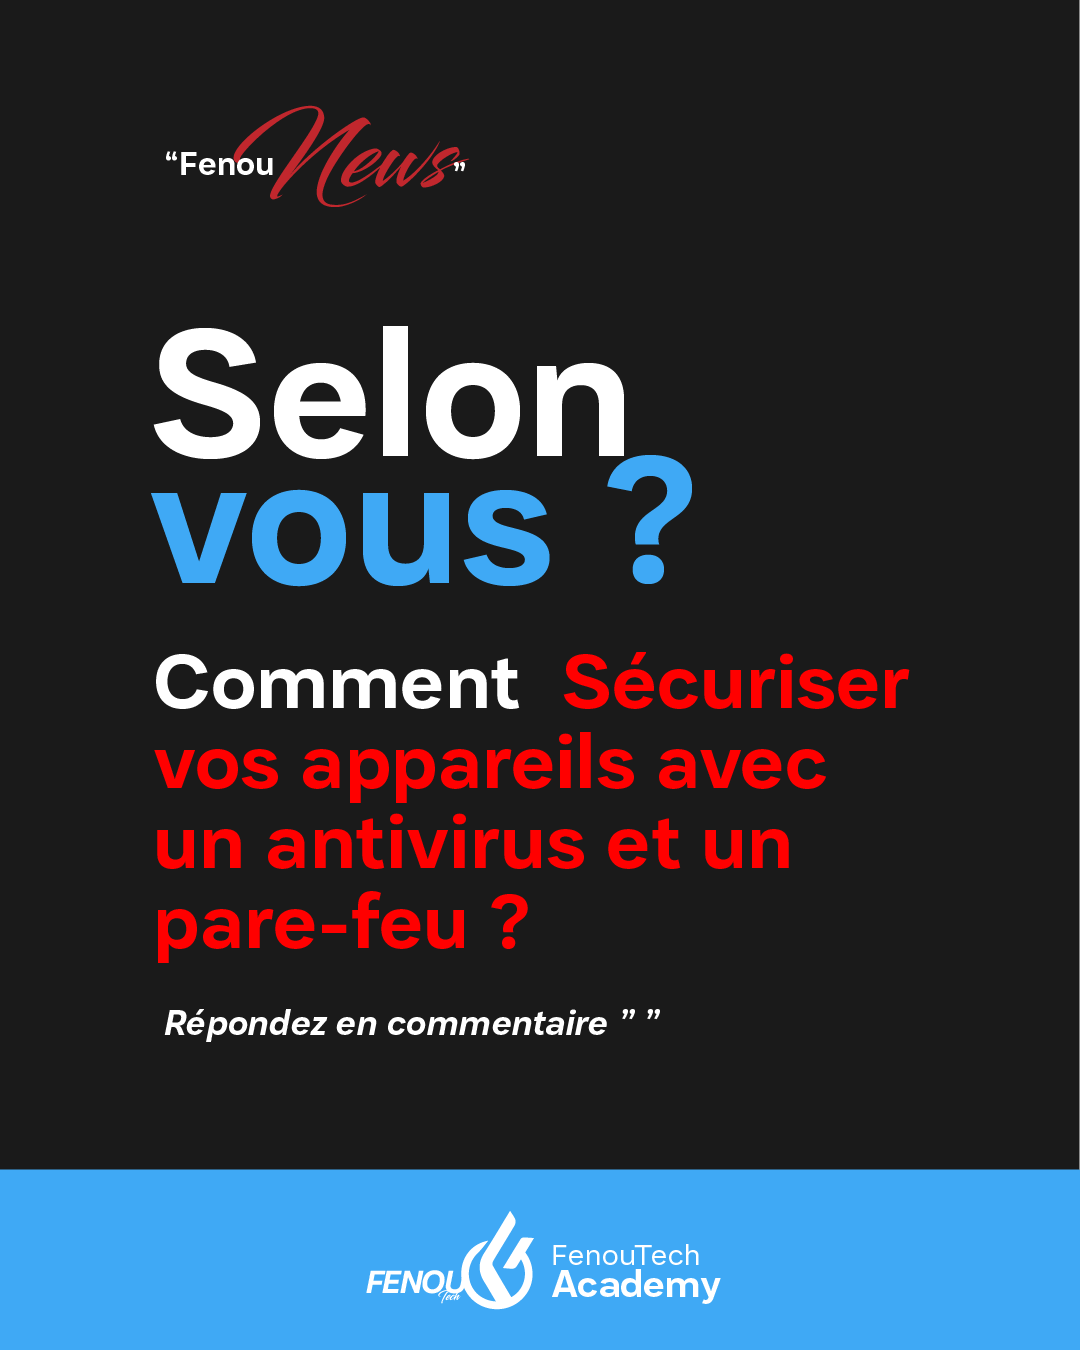 “Fenou News”
Selon
vous ?
Comment Sécuriser
vos appareils avec
un antivirus et un
pare-feu ?
Répondez en commentaire ” ”
FENOU
Tech
FenouTech
Academy